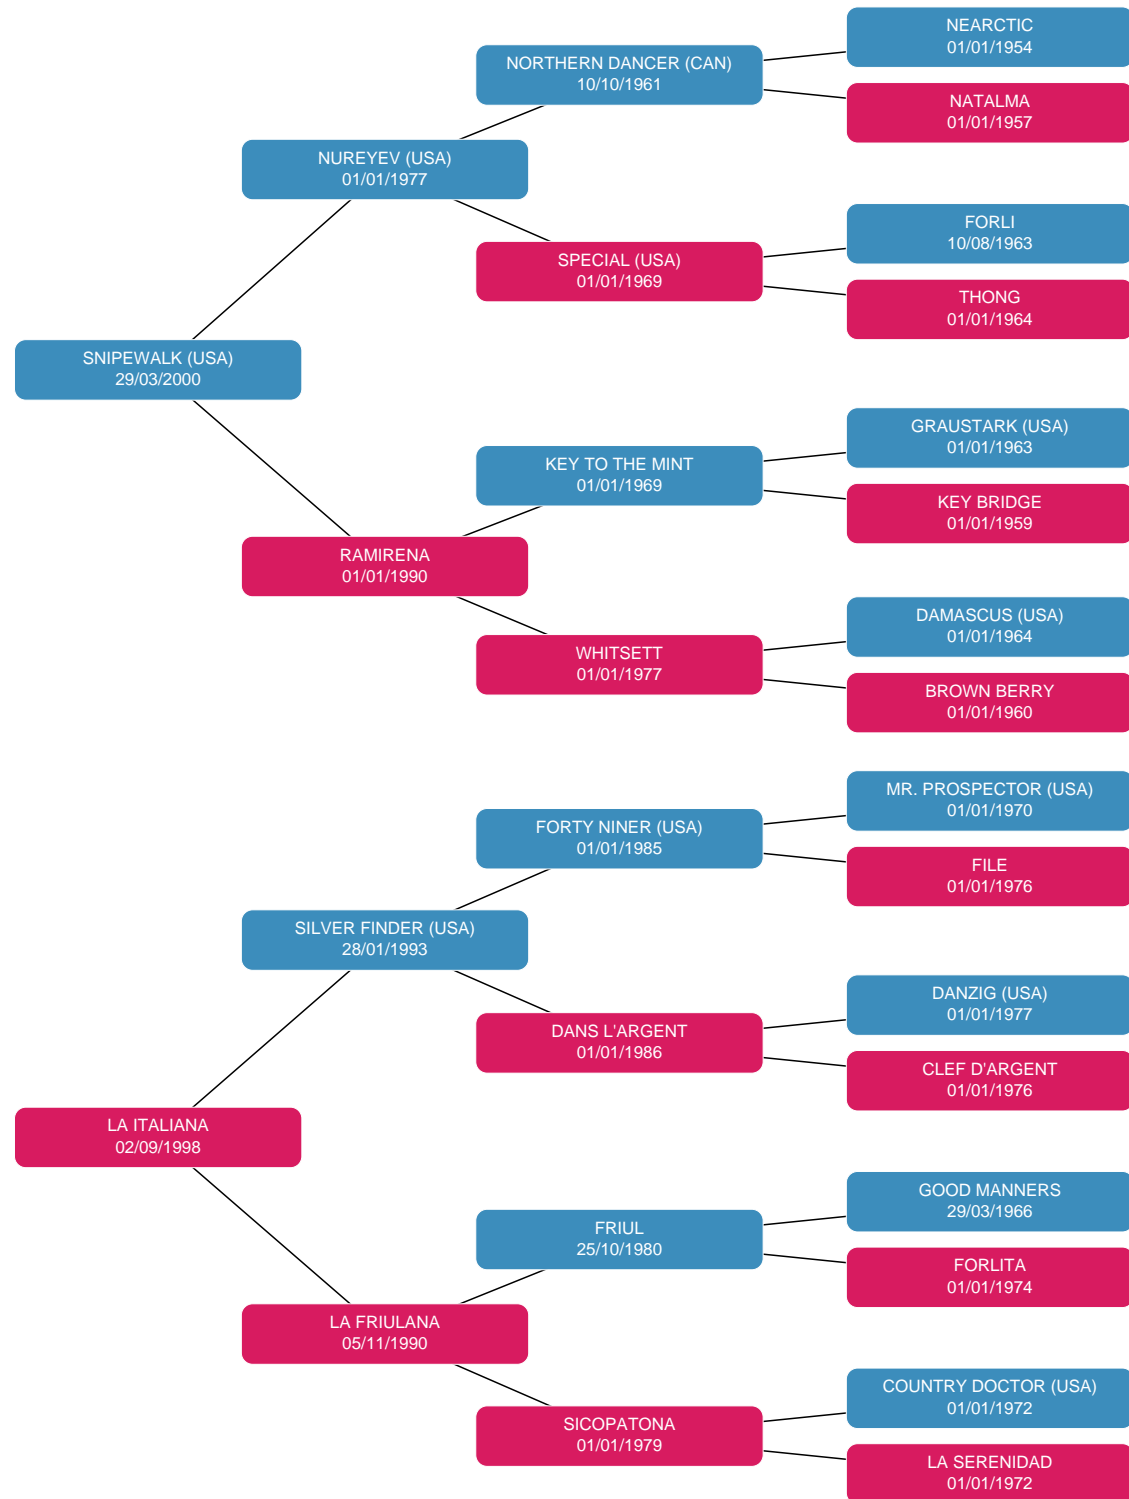 NEARCTIC
01/01/1954
NORTHERN DANCER (CAN)
10/10/1961
NATALMA
01/01/1957
NUREYEV (USA)
01/01/1977
FORLI
10/08/1963
SPECIAL (USA)
01/01/1969
THONG
01/01/1964
SNIPEWALK (USA)
29/03/2000
GRAUSTARK (USA)
01/01/1963
KEY TO THE MINT
01/01/1969
KEY BRIDGE
01/01/1959
RAMIRENA
01/01/1990
DAMASCUS (USA)
01/01/1964
WHITSETT
01/01/1977
BROWN BERRY
01/01/1960
MR. PROSPECTOR (USA)
01/01/1970
FORTY NINER (USA)
01/01/1985
FILE
01/01/1976
SILVER FINDER (USA)
28/01/1993
DANZIG (USA)
01/01/1977
DANS L'ARGENT
01/01/1986
CLEF D'ARGENT
01/01/1976
LA ITALIANA
02/09/1998
GOOD MANNERS
29/03/1966
FRIUL
25/10/1980
FORLITA
01/01/1974
LA FRIULANA
05/11/1990
COUNTRY DOCTOR (USA)
01/01/1972
SICOPATONA
01/01/1979
LA SERENIDAD
01/01/1972